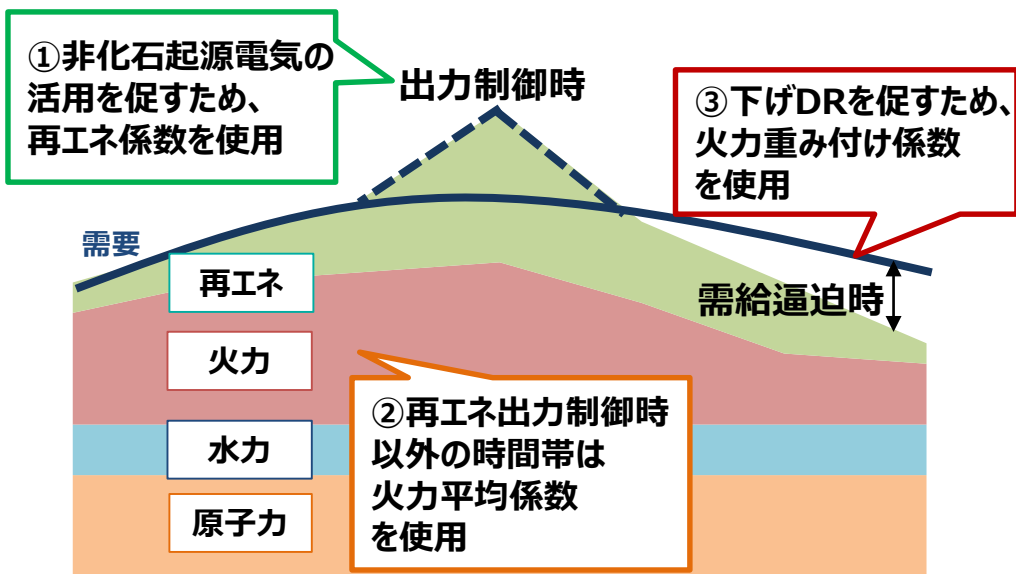 ①非化石起源電気の
活用を促すため、
再エネ係数を使用
出力制御時
③下げDRを促すため、
火力重み付け係数
を使用
需要
再エネ
需給逼迫時
火力
②再エネ出力制御時
以外の時間帯は
火力平均係数
を使用
水力
原子力